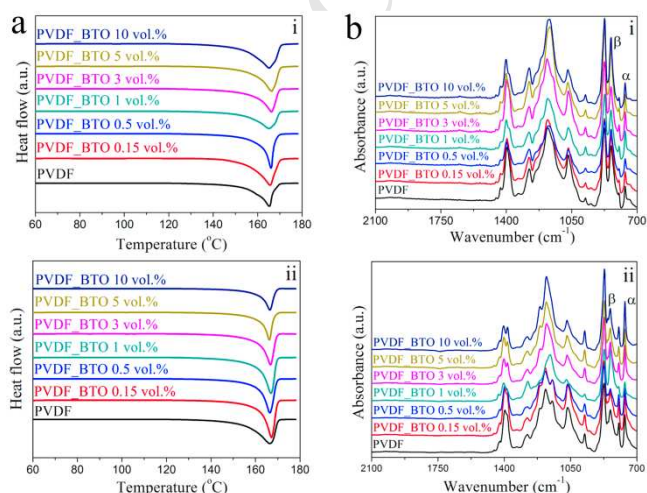 a
i
PVDF_BTO 10 vol.%
PVDF_BTO 5 vol.%
PVDF_BTO 3 vol.%
PVDF_BTO 1 vol.%
PVDF_BTO 0.5 vol.%
PVDF_BTO 0.15 vol.%
PVDF
Heat flow (a.u.)
60 80 100 120 140 160 180
Temperature (°C)
b
i
β
α
PVDF_BTO 10 vol.%
PVDF_BTO 5 vol.%
PVDF_BTO 3 vol.%
PVDF_BTO 1 vol.%
PVDF_BTO 0.5 vol.%
PVDF_BTO 0.15 vol.%
PVDF
Absorbance (a.u.)
2100 1750 1400 1050 700
Wavenumber (cm⁻¹)
ii
PVDF_BTO 10 vol.%
PVDF_BTO 5 vol.%
PVDF_BTO 3 vol.%
PVDF_BTO 1 vol.%
PVDF_BTO 0.5 vol.%
PVDF_BTO 0.15 vol.%
PVDF
Heat flow (a.u.)
60 80 100 120 140 160 180
Temperature (°C)
ii
β
α
PVDF_BTO 10 vol.%
PVDF_BTO 5 vol.%
PVDF_BTO 3 vol.%
PVDF_BTO 1 vol.%
PVDF_BTO 0.5 vol.%
PVDF_BTO 0.15 vol.%
PVDF
Absorbance (a.u.)
2100 1750 1400 1050 700
Wavenumber (cm⁻¹)